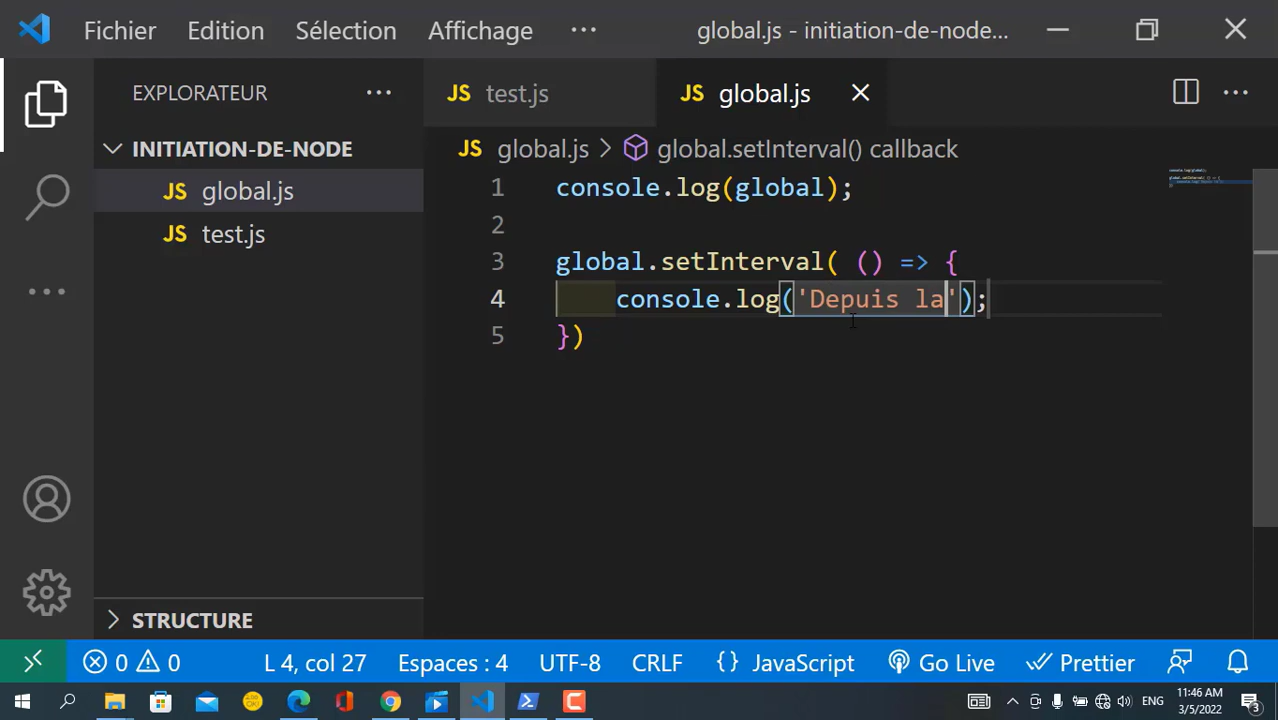 Fichier Edition Sélection Affichage ··· global.js - initiation-de-node...
EXPLORATEUR ···
JS test.js JS global.js
JS global.js > global.setInterval() callback
INITIATION-DE-NODE
JS global.js
JS test.js
1 console.log(global);
2
3 global.setInterval( () => {
4 console.log('Depuis la');
5 })
STRUCTURE
0 0 L 4, col 27 Espaces : 4 UTF-8 CRLF {} JavaScript Go Live Prettier
ENG 11:46 AM
3/5/2022
3